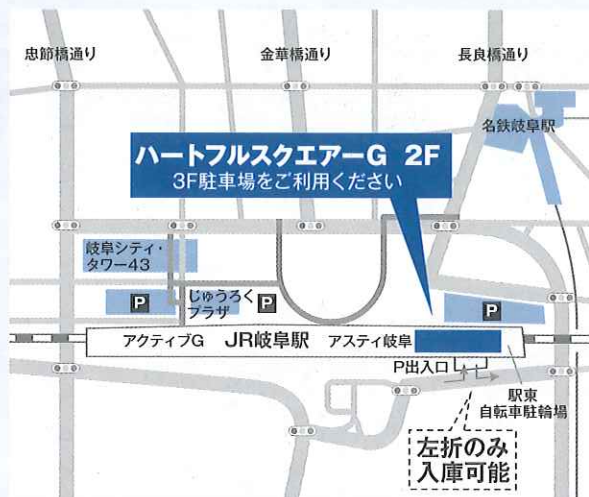 忠節橋通り
金華橋通り
長良橋通り
名鉄岐阜駅
ハートフルスクエアーG 2F
3F駐車場をご利用ください
岐阜シティ・
タワー43
P
じゅうろく
プラザ
P
P
アクティブG
JR岐阜駅
アスティ岐阜
P出入口
駅東
自転車駐輪場
左折のみ
入庫可能